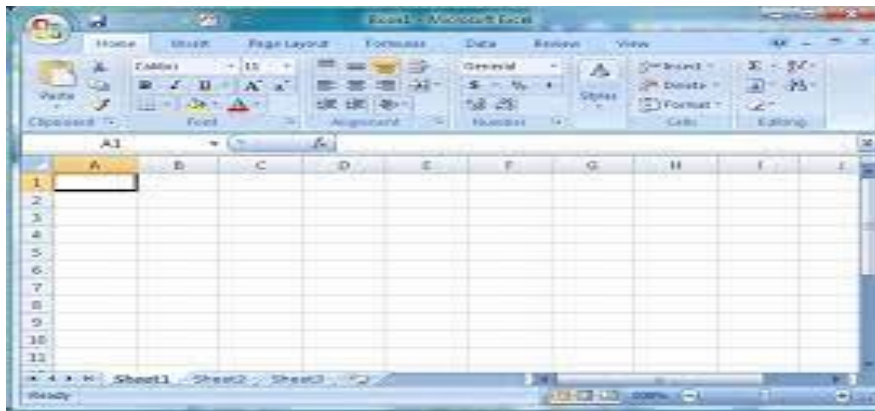 Book1 - Microsoft Excel
Home Insert Page Layout Formulas Data Review View
Calibri 11 General Insert
B I U A A $ % , Delete
Paste A Styles Format
Clipboard Font Alignment Number Cells Editing
A1 fx
A B C D E F G H I J
1
2
3
4
5
6
7
8
9
10
11
Sheet1 Sheet2 Sheet3
Ready 100%